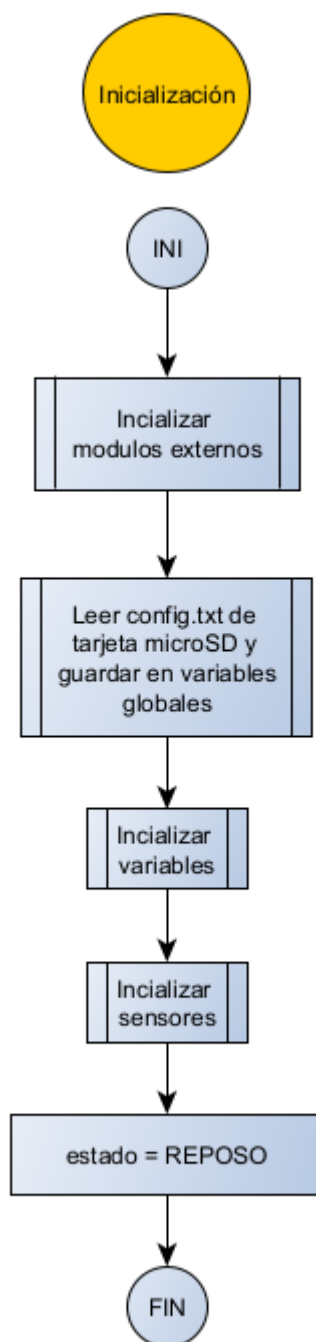 Inicialización
INI
Incializar
modulos externos
Leer config.txt de
tarjeta microSD y
guardar en variables
globales
Incializar
variables
Incializar
sensores
estado = REPOSO
FIN